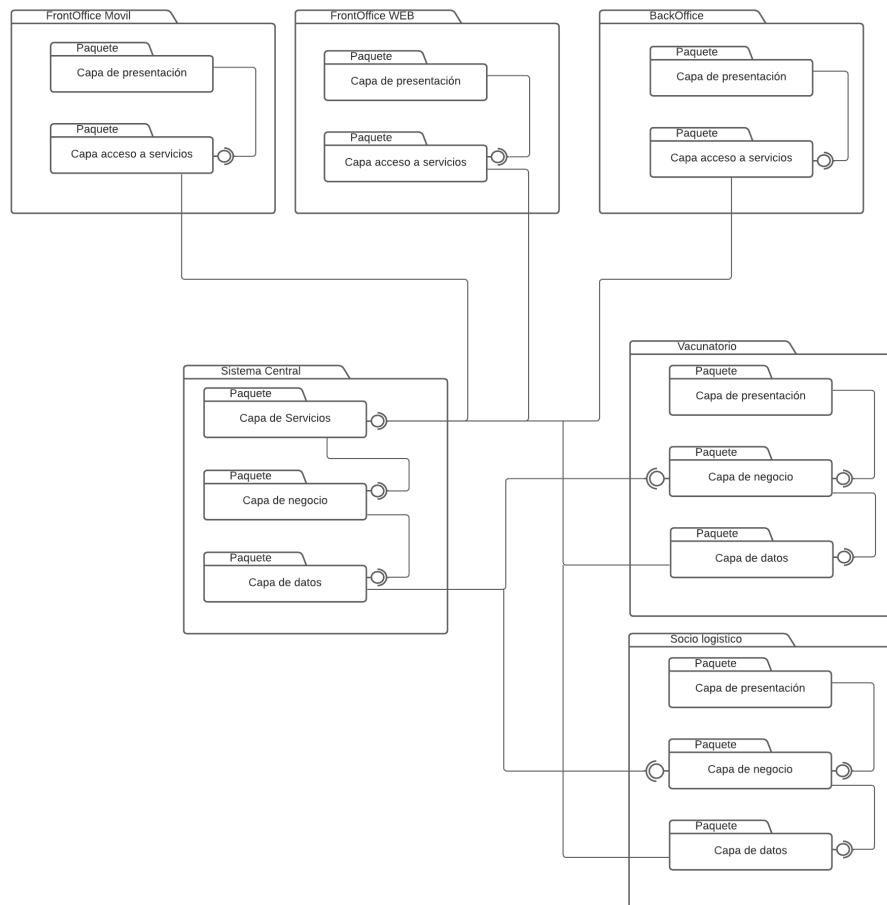 FrontOffice Movil
Paquete
Capa de presentación
Paquete
Capa acceso a servicios
FrontOffice WEB
Paquete
Capa de presentación
Paquete
Capa acceso a servicios
BackOffice
Paquete
Capa de presentación
Paquete
Capa acceso a servicios
Sistema Central
Paquete
Capa de Servicios
Paquete
Capa de negocio
Paquete
Capa de datos
Vacunatorio
Paquete
Capa de presentación
Paquete
Capa de negocio
Paquete
Capa de datos
Socio logistico
Paquete
Capa de presentación
Paquete
Capa de negocio
Paquete
Capa de datos